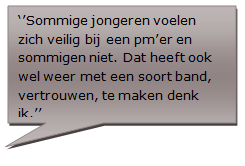 ‘’Sommige jongeren voelen
zich veilig bij een pm’er en
sommigen niet. Dat heeft ook
wel weer met een soort band,
vertrouwen, te maken denk
ik.’’